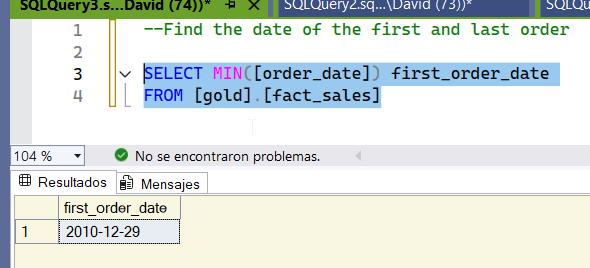 SQLQuery3.s...David (74))* SQLQuery2.sq...\David (73))* SQLQu
1 --Find the date of the first and last order
2
3 SELECT MIN([order_date]) first_order_date
4 FROM [gold].[fact_sales]
104 % No se encontraron problemas.
Resultados Mensajes
first_order_date
1 2010-12-29